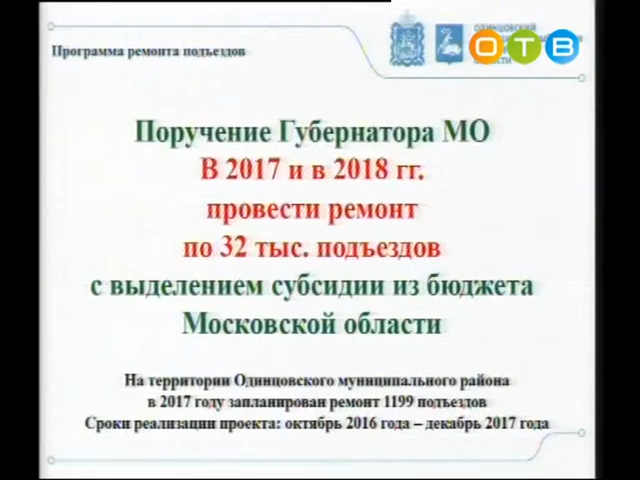 Программа ремонта подъездов
ОДИНЦОВСКИЙ
ОТВ
Поручение Губернатора МО
В 2017 и в 2018 гг.
провести ремонт
по 32 тыс. подъездов
с выделением субсидии из бюджета
Московской области
На территории Одинцовского муниципального района
в 2017 году запланирован ремонт 1199 подъездов
Сроки реализации проекта: октябрь 2016 года – декабрь 2017 года